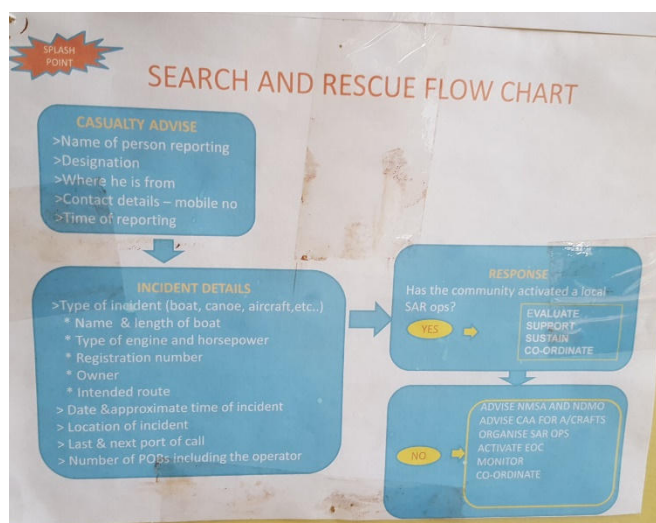 SPLASH
POINT
SEARCH AND RESCUE FLOW CHART
CASUALTY ADVISE
>Name of person reporting
>Designation
>Where he is from
>Contact details – mobile no
>Time of reporting
INCIDENT DETAILS
>Type of incident (boat, canoe, aircraft,etc..)
* Name & length of boat
* Type of engine and horsepower
* Registration number
* Owner
* Intended route
> Date &approximate time of incident
> Location of incident
> Last & next port of call
> Number of POBs including the operator
RESPONSE
Has the community activated a local
SAR ops?
YES
EVALUATE
SUPPORT
SUSTAIN
CO-ORDINATE
NO
ADVISE NMSA AND NDMO
ADVISE CAA FOR A/CRAFTS
ORGANISE SAR OPS
ACTIVATE EOC
MONITOR
CO-ORDINATE